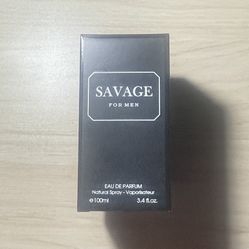 SAVAGE
FOR MEN
EAU DE PARFUM
Natural Spray - Vaporisateur
e 100ml 3.4 fl.oz.